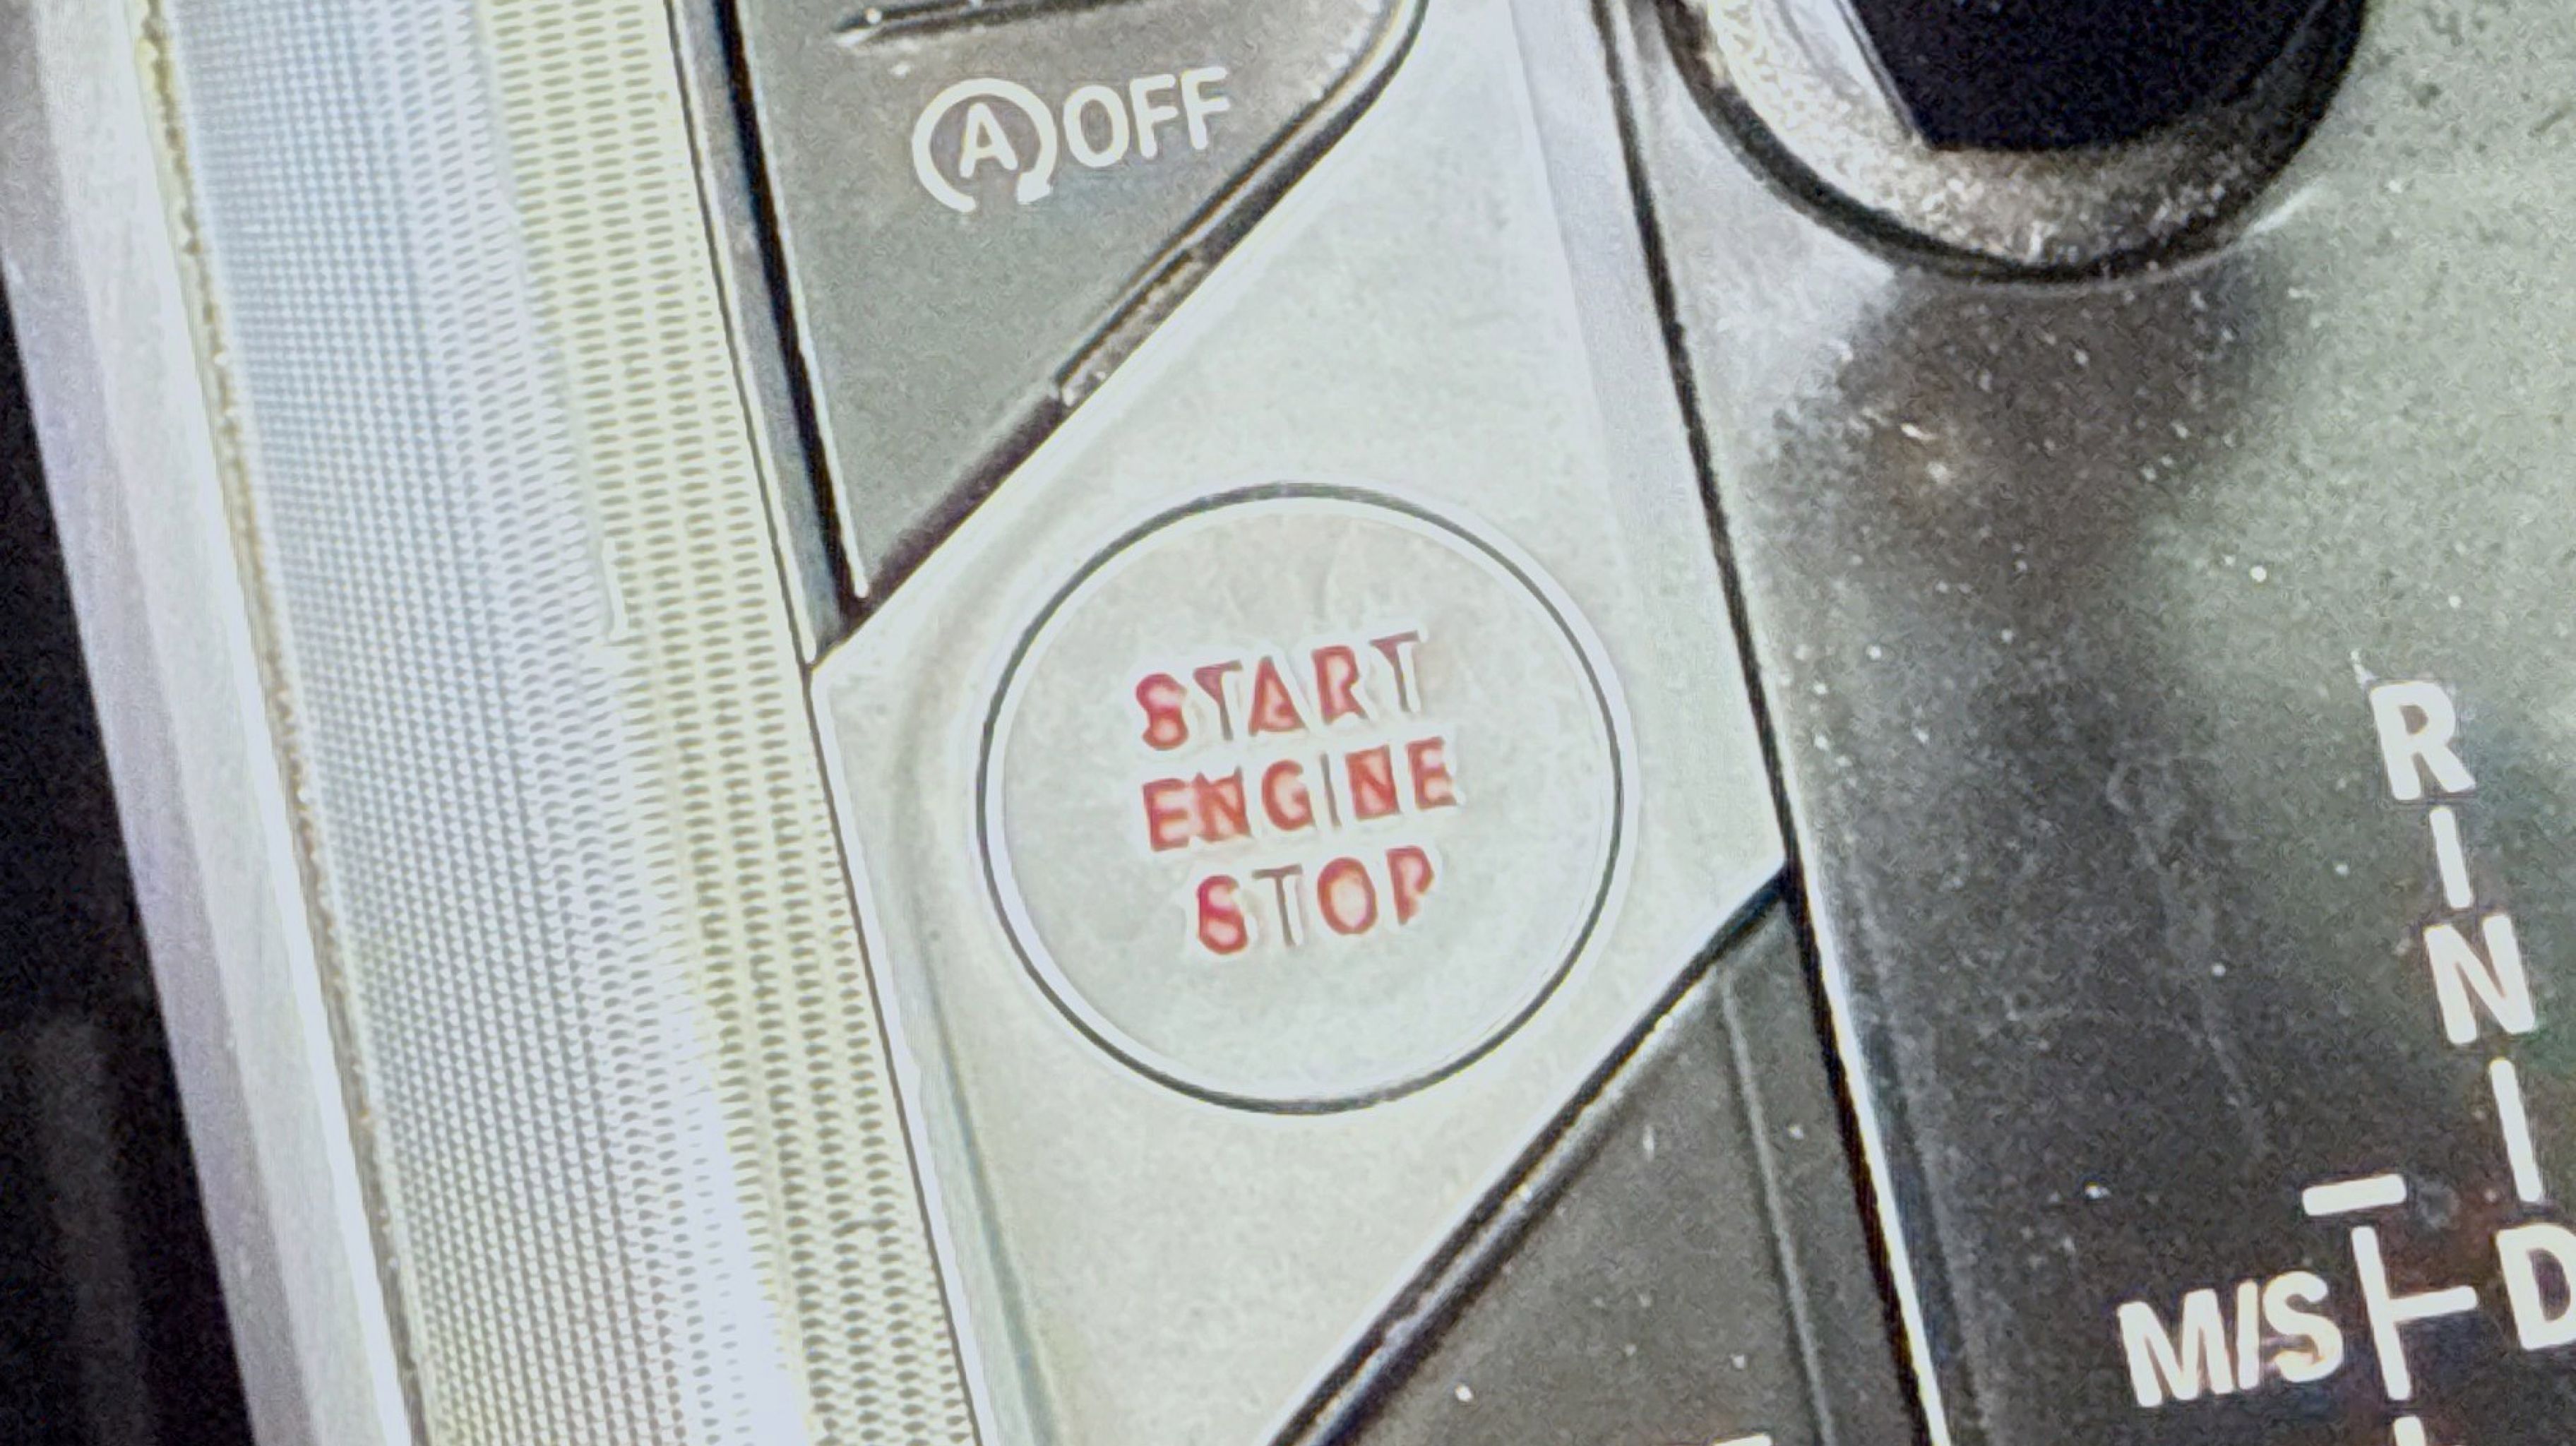 A OFF
START
ENGINE
STOP
R
N
M/S
D